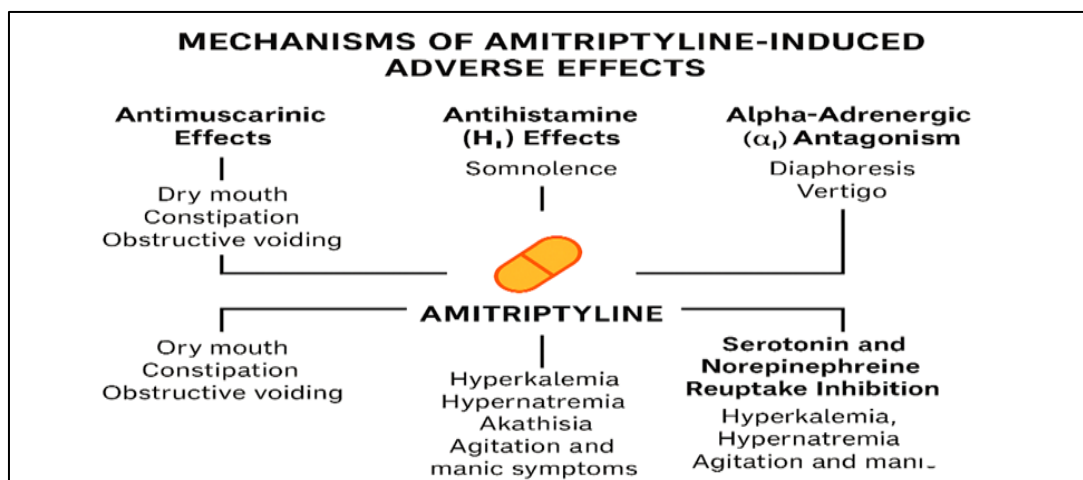 MECHANISMS OF AMITRIPTYLINE-INDUCED
ADVERSE EFFECTS
Antimuscarinic
Effects
Dry mouth
Constipation
Obstructive voiding
Antihistamine
(H₁) Effects
Somnolence
Alpha-Adrenergic
(α₁) Antagonism
Diaphoresis
Vertigo
AMITRIPTYLINE
Ory mouth
Constipation
Obstructive voiding
Hyperkalemia
Hypernatremia
Akathisia
Agitation and
manic symptoms
Serotonin and
Norepinephreine
Reuptake Inhibition
Hyperkalemia,
Hypernatremia
Agitation and